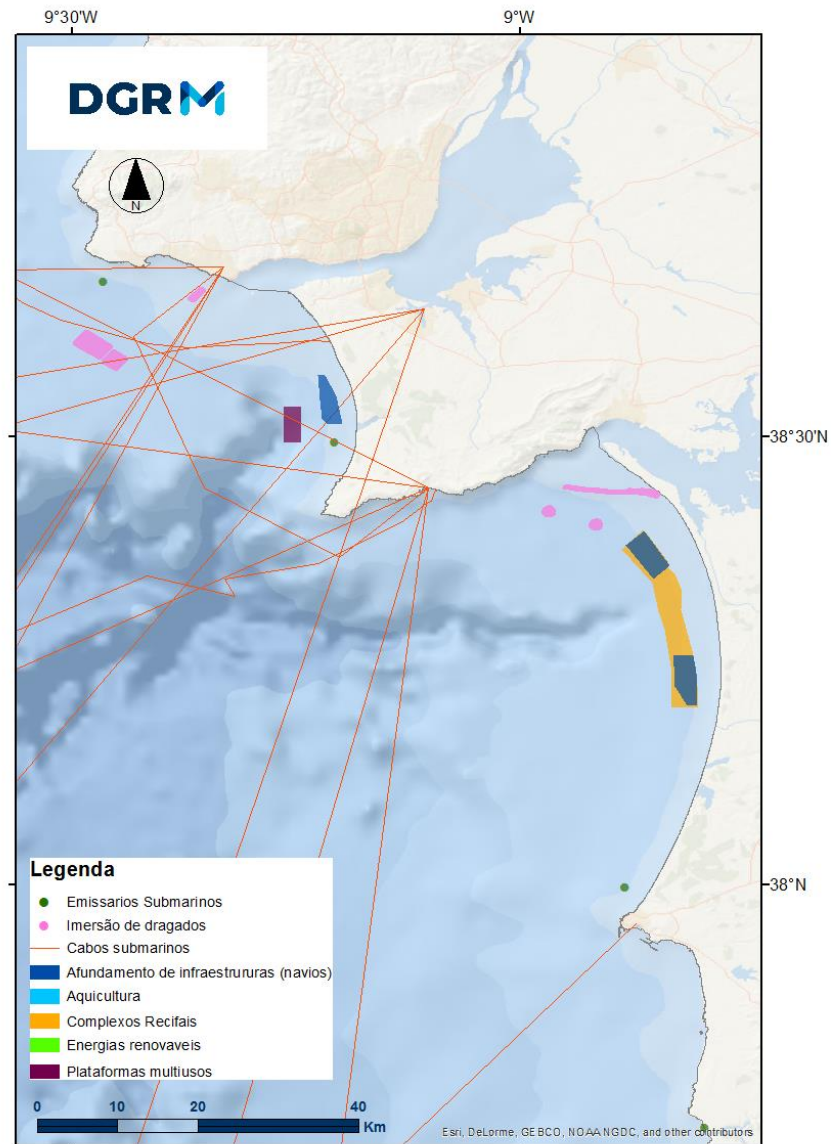 9°30'W
9°W
DGRM
N
38°30'N
38°N
Legenda
Emissarios Submarinos
Imersão de dragados
Cabos submarinos
Afundamento de infraestrururas (navios)
Aquicultura
Complexos Recifais
Energias renovaveis
Plataformas multiusos
0 10 20 40
Km
Esri, DeLorme, GEBCO, NOAA NGDC, and other contributors